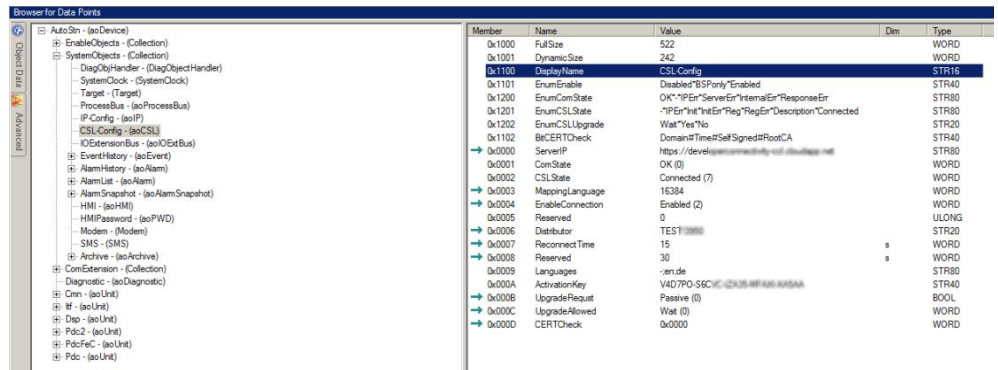 Browser for Data Points
Object Data
Advanced
AutoStn - (aoDevice)
EnableObjects - (Collection)
SystemObjects - (Collection)
DiagObjHandler - (DiagObjectHandler)
SystemClock - (SystemClock)
Target - (Target)
ProcessBus - (aoProcessBus)
IP-Config - (aoIP)
CSL-Config - (aoCSL)
IOExtensionBus - (aoIOExtBus)
EventHistory - (aoEvent)
AlarmHistory - (aoAlarm)
AlarmList - (aoAlarm)
AlarmSnapshot - (aoAlarmSnapshot)
HMI - (aoHMI)
HMIPassword - (aoPWD)
Modem - (Modem)
SMS - (SMS)
Archive - (aoArchive)
ComExtension - (Collection)
Diagnostic - (aoDiagnostic)
Cmn - (aoUnit)
Itf - (aoUnit)
Dsp - (aoUnit)
Pdc2 - (aoUnit)
PdcFeC - (aoUnit)
Pdc - (aoUnit)
Member Name Value Dim Type
0x1000 FullSize 522 WORD
0x1001 DynamicSize 242 WORD
0x1100 DisplayName CSL-Config STR16
0x1101 EnumEnable Disabled*BSPonly*Enabled STR40
0x1200 EnumComState OK*-*IPErr*ServerErr*InternalErr*ResponseErr STR80
0x1201 EnumCSLState -*IPErr*Init*InitErr*Reg*RegErr*Description*Connected STR80
0x1202 EnumCSLUpgrade Wait*Yes*No STR20
0x1102 BitCERTCheck Domain#Time#SelfSigned#RootCA STR40
0x0000 ServerIP https://devel STR80
0x0001 ComState OK (0) WORD
0x0002 CSLState Connected (7) WORD
0x0003 MappingLanguage 16384 WORD
0x0004 EnableConnection Enabled (2) WORD
0x0005 Reserved 0 ULONG
0x0006 Distributor TEST STR20
0x0007 ReconnectTime 15 s WORD
0x0008 Reserved 30 s WORD
0x0009 Languages -;en;de STR80
0x000A ActivationKey V4D7PO-S6C STR40
0x000B UpgradeRequst Passive (0) BOOL
0x000C UpgradeAllowed Wait (0) WORD
0x000D CERTCheck 0x0000 WORD